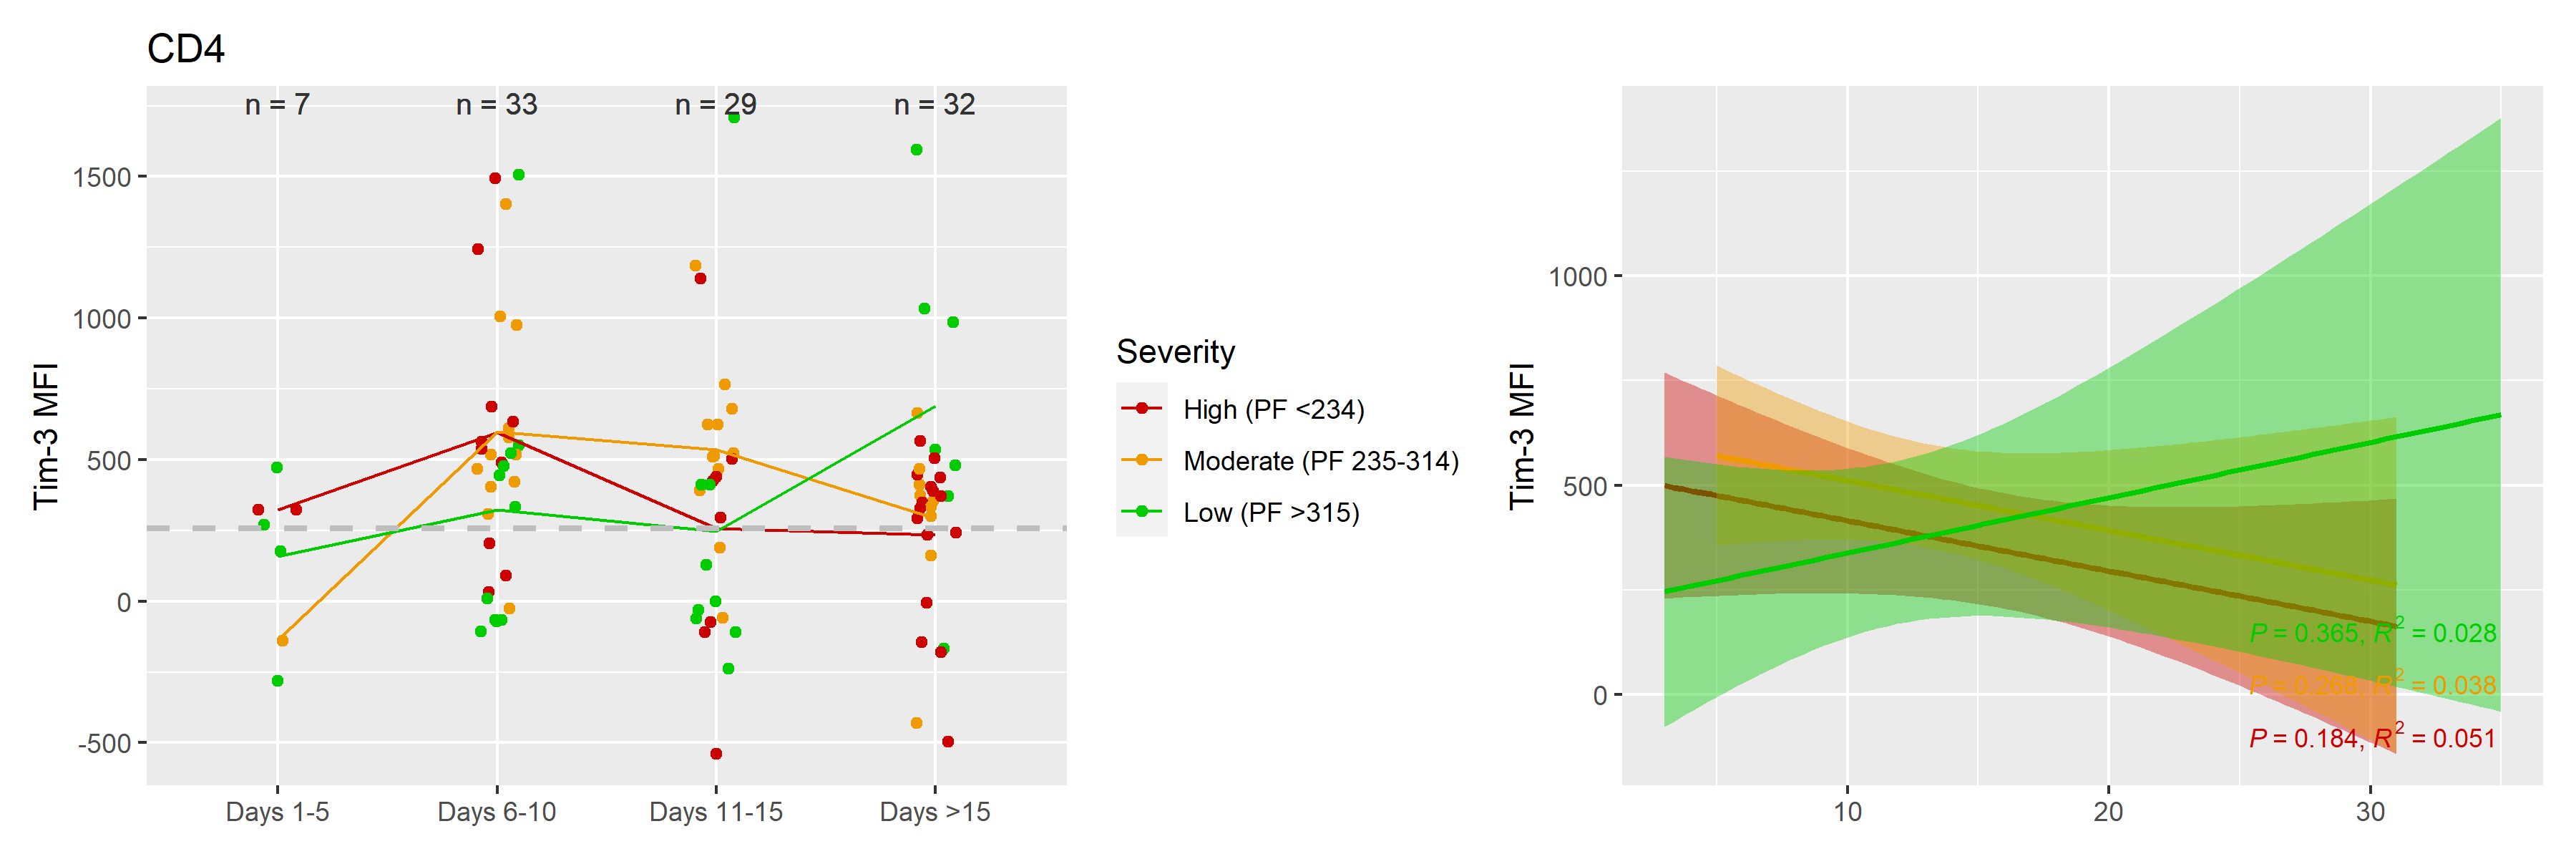 CD4
n = 7
n = 33
n = 29
n = 32
1500
1000
500
0
-500
Tim-3 MFI
Days 1-5
Days 6-10
Days 11-15
Days >15
Severity
High (PF <234)
Moderate (PF 235-314)
Low (PF >315)
Tim-3 MFI
1000
500
0
P = 0.365, R² = 0.028
P = 0.268, R² = 0.038
P = 0.184, R² = 0.051
10
20
30